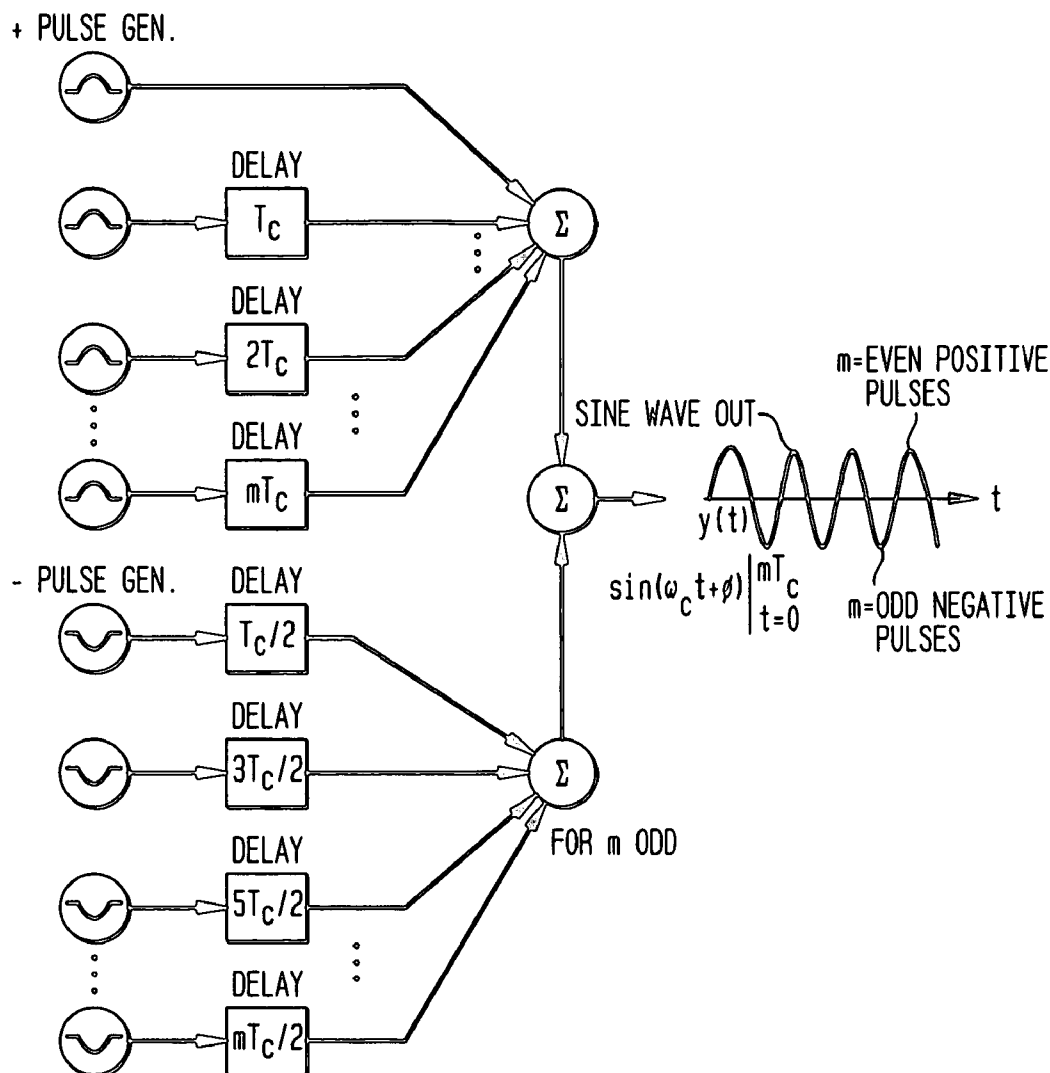 + PULSE GEN.
DELAY
T_C
Σ
DELAY
2T_C
DELAY
mT_C
m=EVEN POSITIVE
PULSES
SINE WAVE OUT
Σ
t
y(t)
sin(ω_c t+ø)|mT_C
t=0
m=ODD NEGATIVE
PULSES
- PULSE GEN.
DELAY
T_C/2
DELAY
3T_C/2
Σ
FOR m ODD
DELAY
5T_C/2
DELAY
mT_C/2